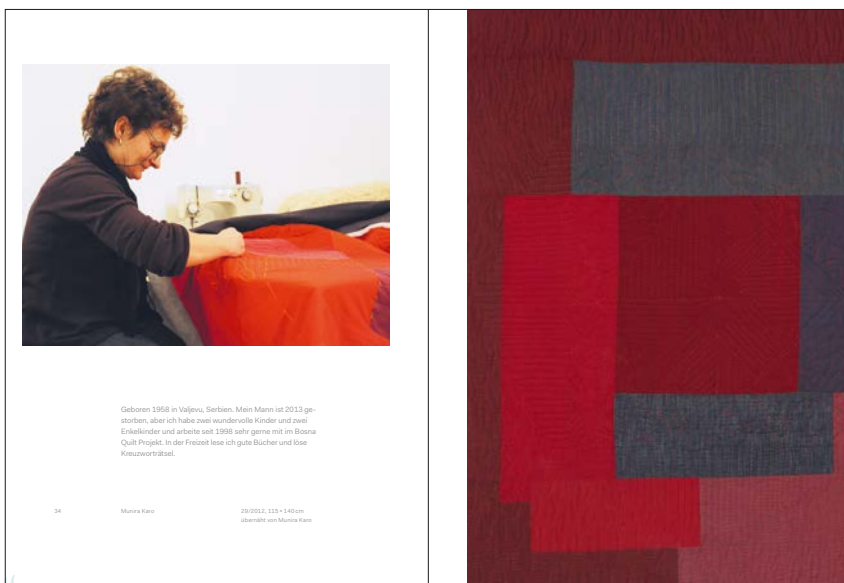 Geboren 1958 in Valjevu, Serbien. Mein Mann ist 2013 ge-
storben, aber ich habe zwei wundervolle Kinder und zwei
Enkelkinder und arbeite seit 1998 sehr gerne mit im Bosna
Quilt Projekt. In der Freizeit lese ich gute Bücher und löse
Kreuzworträtsel.
34
Munira Karo
29/2012, 115 × 140 cm
übernäht von Munira Karo